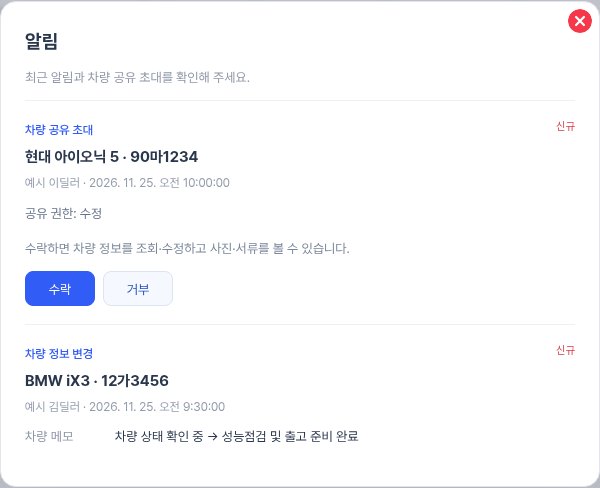 알림
최근 알림과 차량 공유 초대를 확인해 주세요.
차량 공유 초대
신규
현대 아이오닉 5 · 90마1234
예시 이딜러 · 2026. 11. 25. 오전 10:00:00
공유 권한: 수정
수락하면 차량 정보를 조회·수정하고 사진·서류를 볼 수 있습니다.
수락 거부
차량 정보 변경
신규
BMW iX3 · 12가3456
예시 김딜러 · 2026. 11. 25. 오전 9:30:00
차량 메모 차량 상태 확인 중 → 성능점검 및 출고 준비 완료